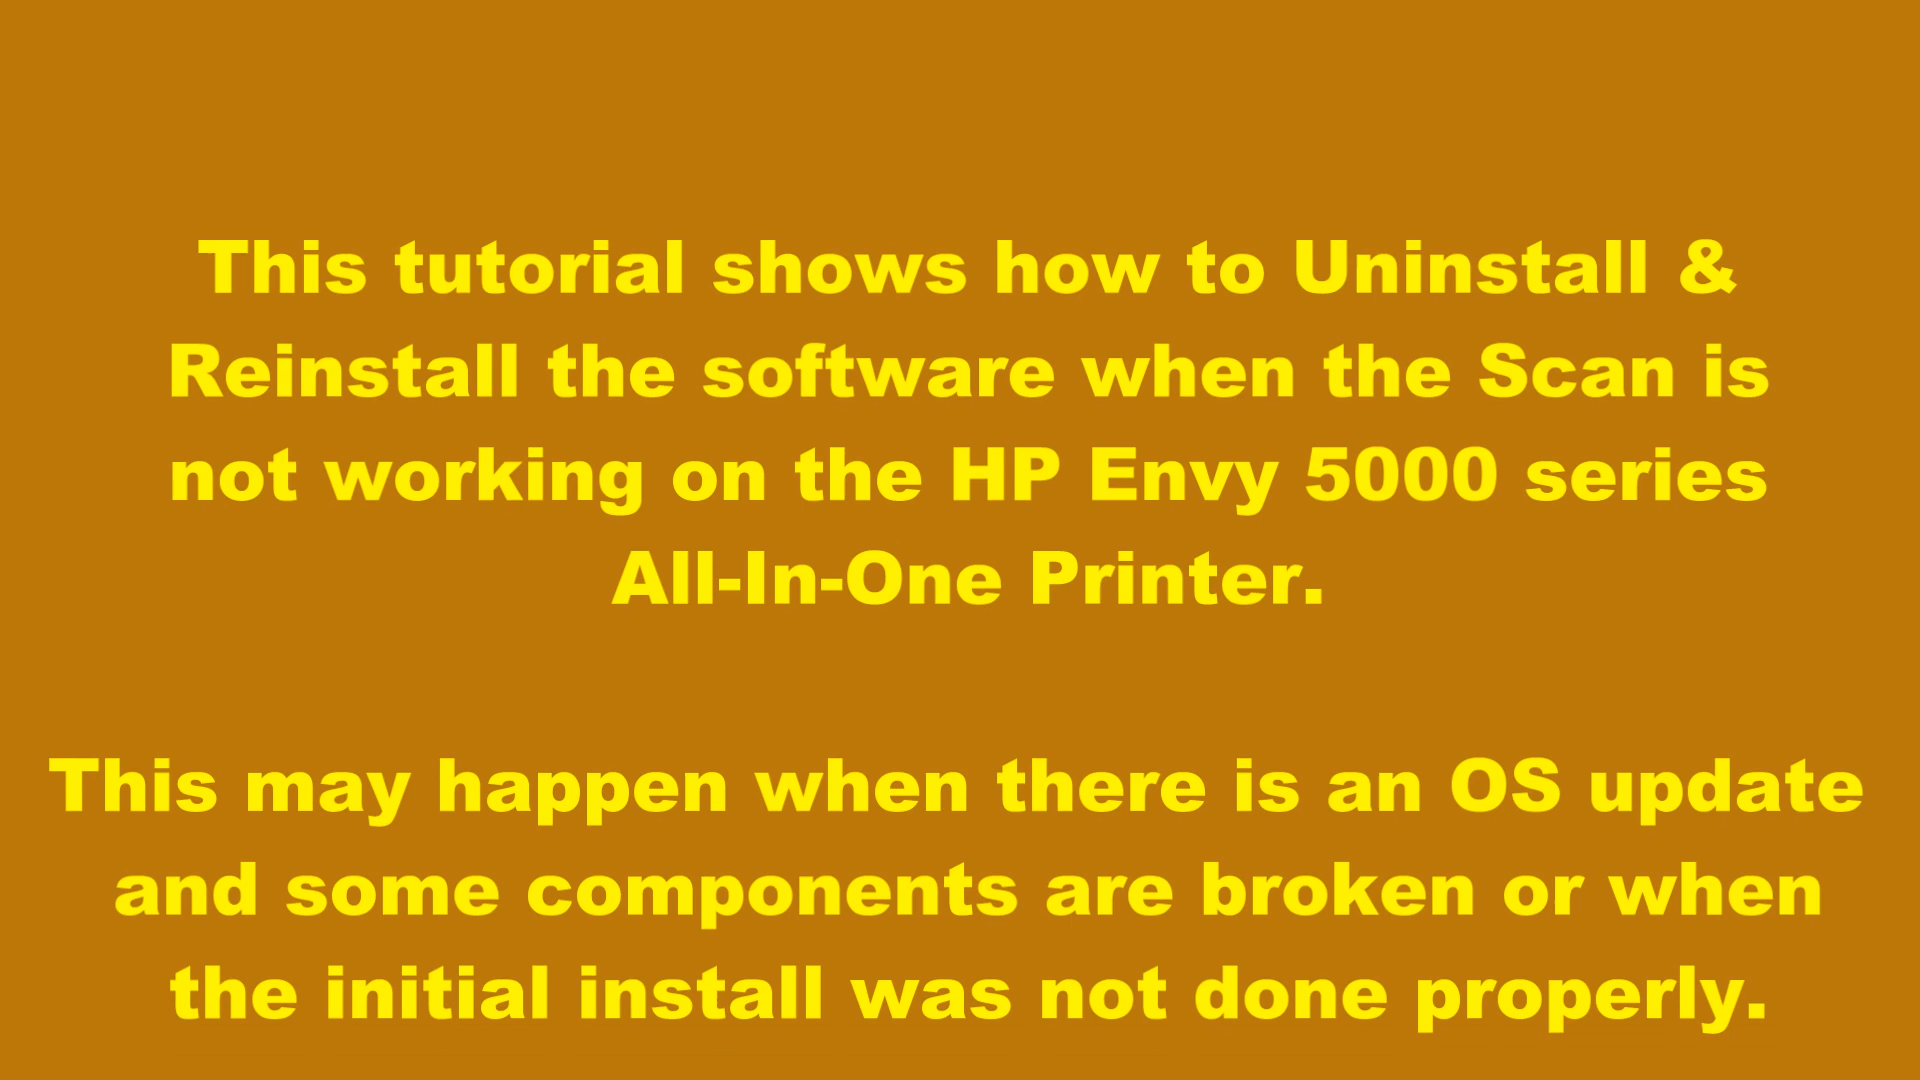 This tutorial shows how to Uninstall &
Reinstall the software when the Scan is
not working on the HP Envy 5000 series
All-In-One Printer.
This may happen when there is an OS update
and some components are broken or when
the initial install was not done properly.